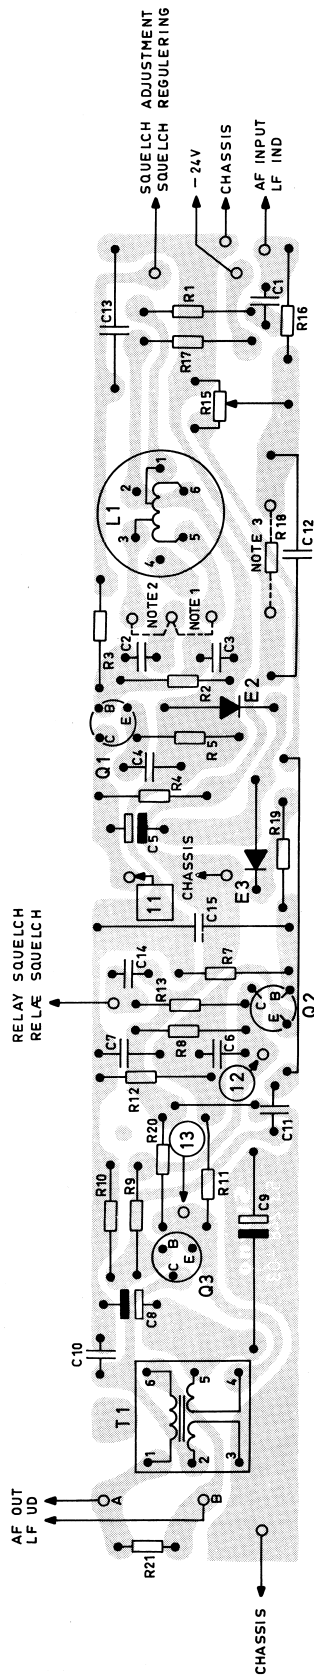 SQUELCH ADJUSTMENT
SQUELCH REGULERING
− 24V
CHASSIS
AF INPUT
LF IND
C13
R1
R17
C1
R16
R15
L1
1
2
3
4
5
6
NOTE 3
R18
C12
NOTE 2
NOTE 1
R3
C2
C3
R2
E2
Q1
B
C
E
R5
C4
R4
C5
11
CHASSIS
E3
R19
C15
RELAY SQUELCH
RELÆ SQUELCH
C14
R13
R7
R8
C7
C6
R12
Q2
B
C
E
12
C11
R20
13
R11
R10
R9
Q3
B
C
E
C9
C8
C10
T1
6
5
4
1
2
3
AF OUT
LF UD
A
B
R21
CHASSIS